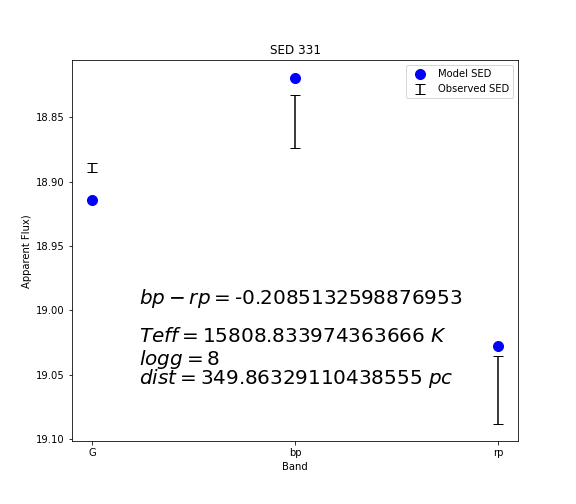 SED 331
Model SED
Observed SED
18.85
18.90
18.95
19.00
19.05
19.10
Apparent Flux)
bp − rp = -0.2085132598876953
Teff = 15808.833974363666 K
logg = 8
dist = 349.86329110438555 pc
G
bp
rp
Band